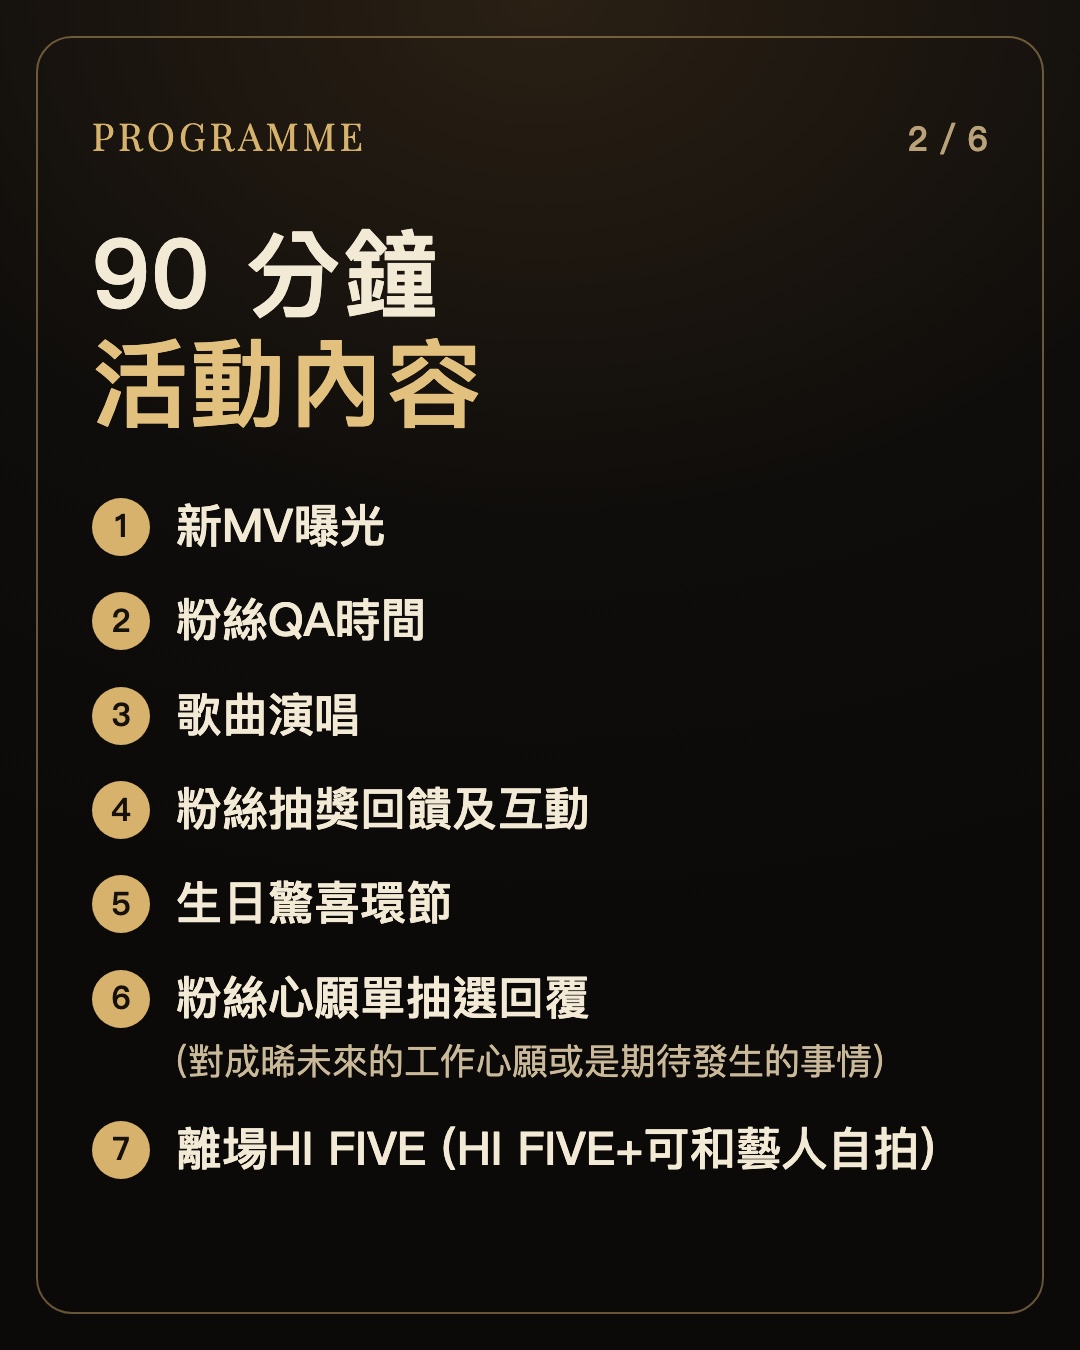 PROGRAMME
2 / 6
90 分鐘
活動內容
1 新MV曝光
2 粉絲QA時間
3 歌曲演唱
4 粉絲抽獎回饋及互動
5 生日驚喜環節
6 粉絲心願單抽選回覆
(對成晞未來的工作心願或是期待發生的事情)
7 離場HI FIVE (HI FIVE+可和藝人自拍)